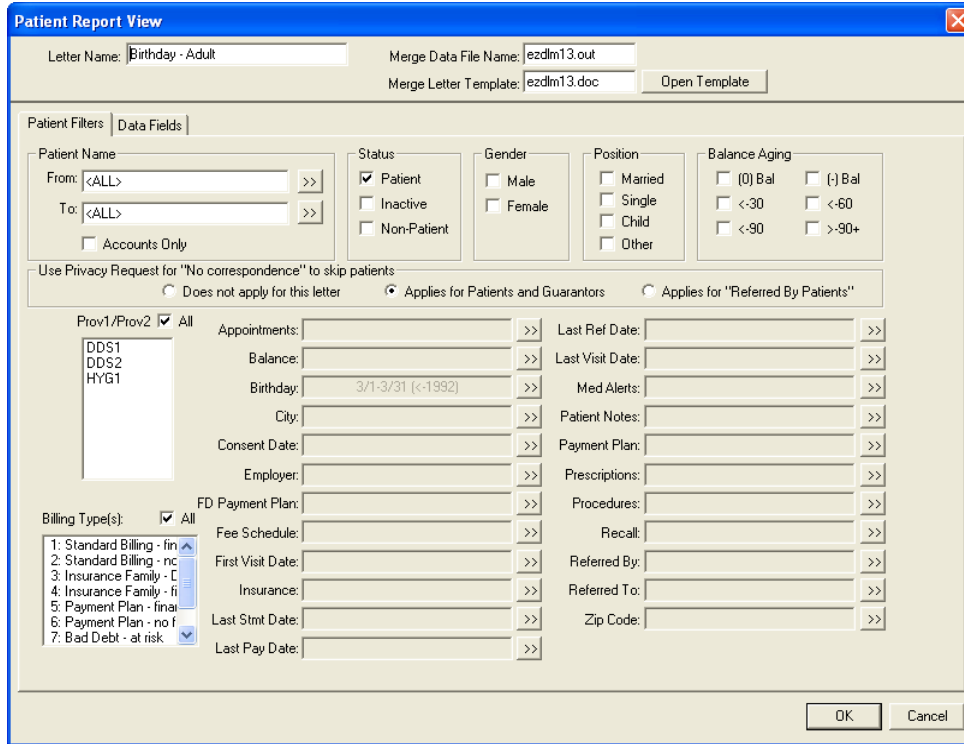 Patient Report View
Letter Name: Birthday - Adult
Merge Data File Name: ezdlm13.out
Merge Letter Template: ezdlm13.doc Open Template
Patient Filters Data Fields
Patient Name
From: <ALL> >>
To: <ALL> >>
Accounts Only
Status
Patient
Inactive
Non-Patient
Gender
Male
Female
Position
Married
Single
Child
Other
Balance Aging
(0) Bal (-) Bal
<-30 <-60
<-90 >-90+
Use Privacy Request for "No correspondence" to skip patients
Does not apply for this letter Applies for Patients and Guarantors Applies for "Referred By Patients"
Prov1/Prov2 All
DDS1
DDS2
HYG1
Billing Type(s): All
1: Standard Billing - fin
2: Standard Billing - nc
3: Insurance Family - D
4: Insurance Family - fi
5: Payment Plan - finar
6: Payment Plan - no f
7: Bad Debt - at risk
Appointments: >>
Balance: >>
Birthday: 3/1-3/31 (<-1992) >>
City: >>
Consent Date: >>
Employer: >>
FD Payment Plan: >>
Fee Schedule: >>
First Visit Date: >>
Insurance: >>
Last Stmt Date: >>
Last Pay Date: >>
Last Ref Date: >>
Last Visit Date: >>
Med Alerts: >>
Patient Notes: >>
Payment Plan: >>
Prescriptions: >>
Procedures: >>
Recall: >>
Referred By: >>
Referred To: >>
Zip Code: >>
OK Cancel